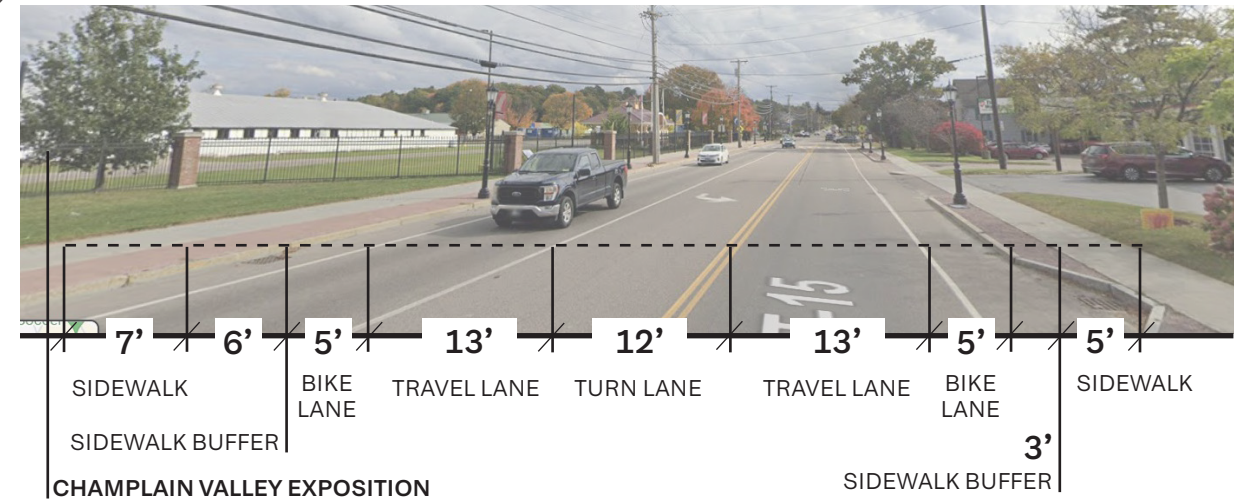 T-15
7’
6’
5’
13’
12’
13’
5’
5’
SIDEWALK
BIKE
LANE
TRAVEL LANE
TURN LANE
TRAVEL LANE
BIKE
LANE
SIDEWALK
SIDEWALK BUFFER
3’
SIDEWALK BUFFER
CHAMPLAIN VALLEY EXPOSITION